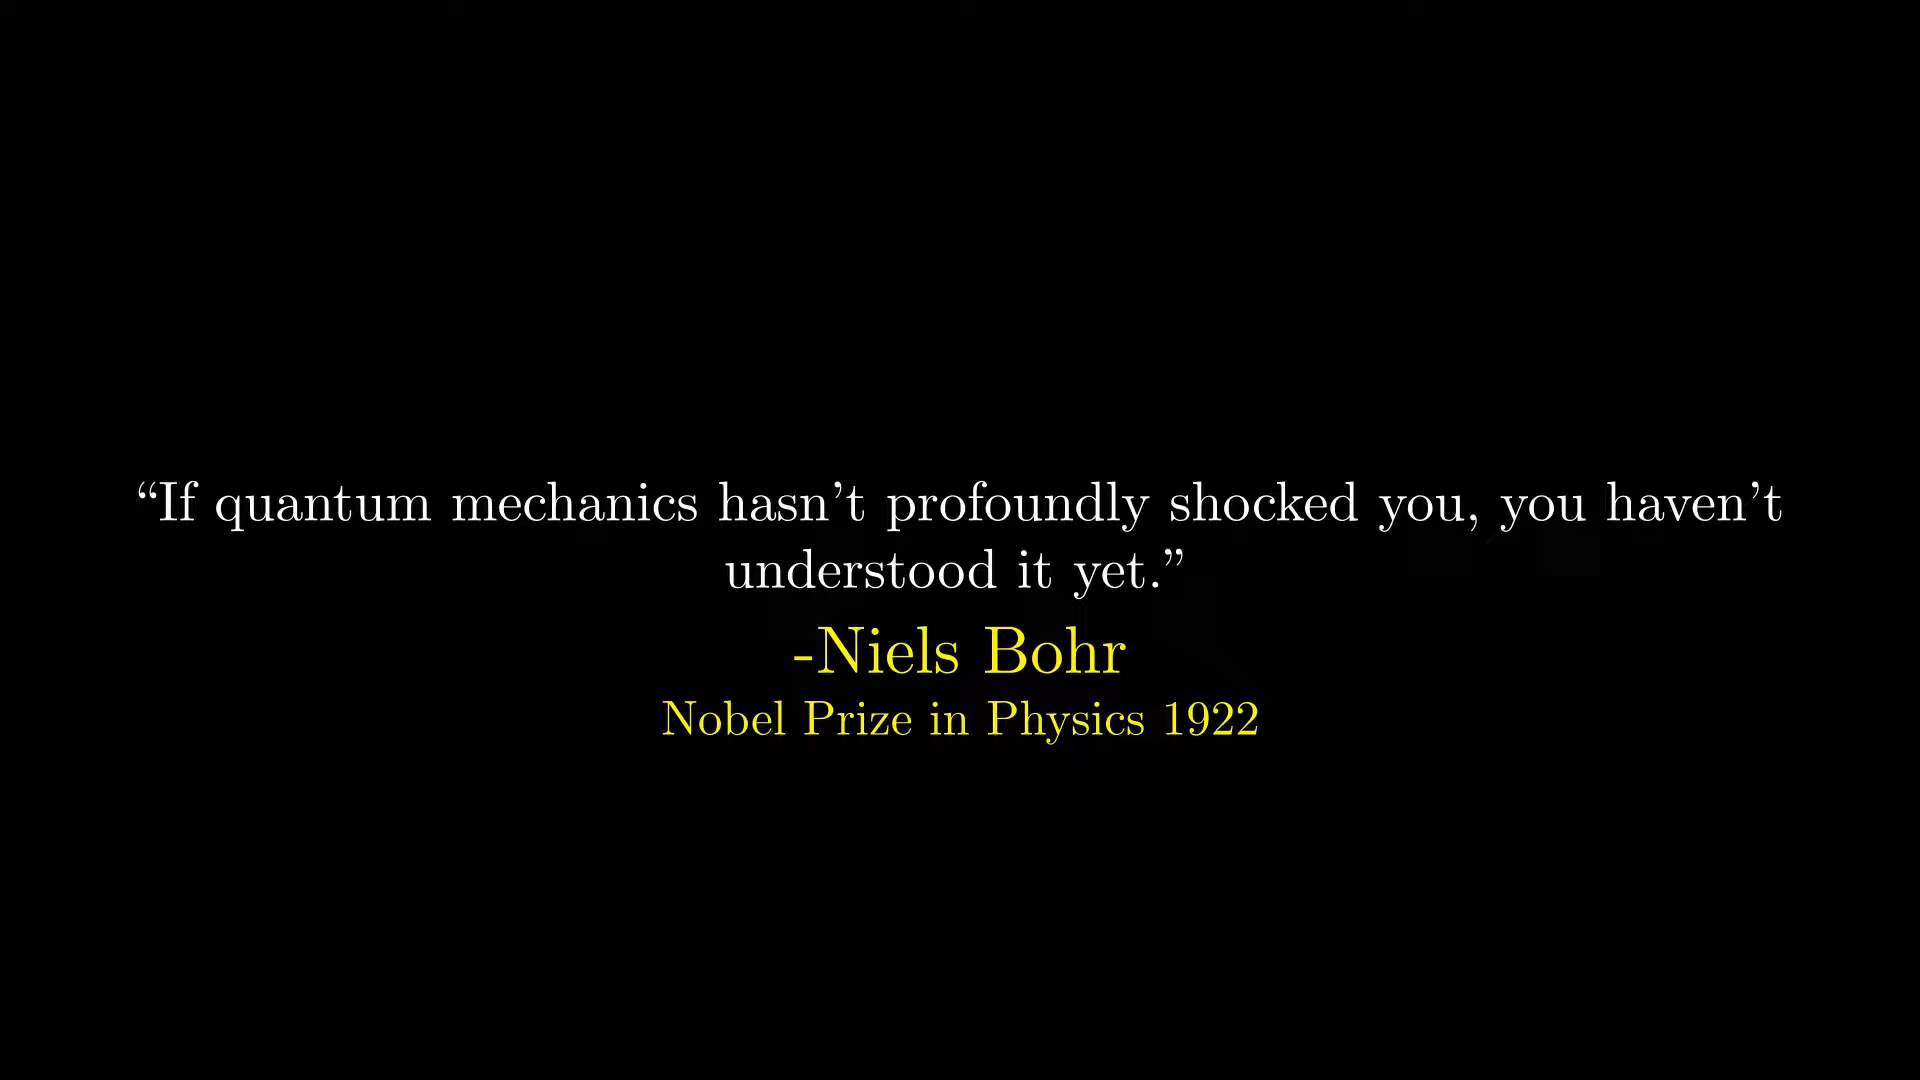 “If quantum mechanics hasn’t profoundly shocked you, you haven’t
understood it yet.”
-Niels Bohr
Nobel Prize in Physics 1922